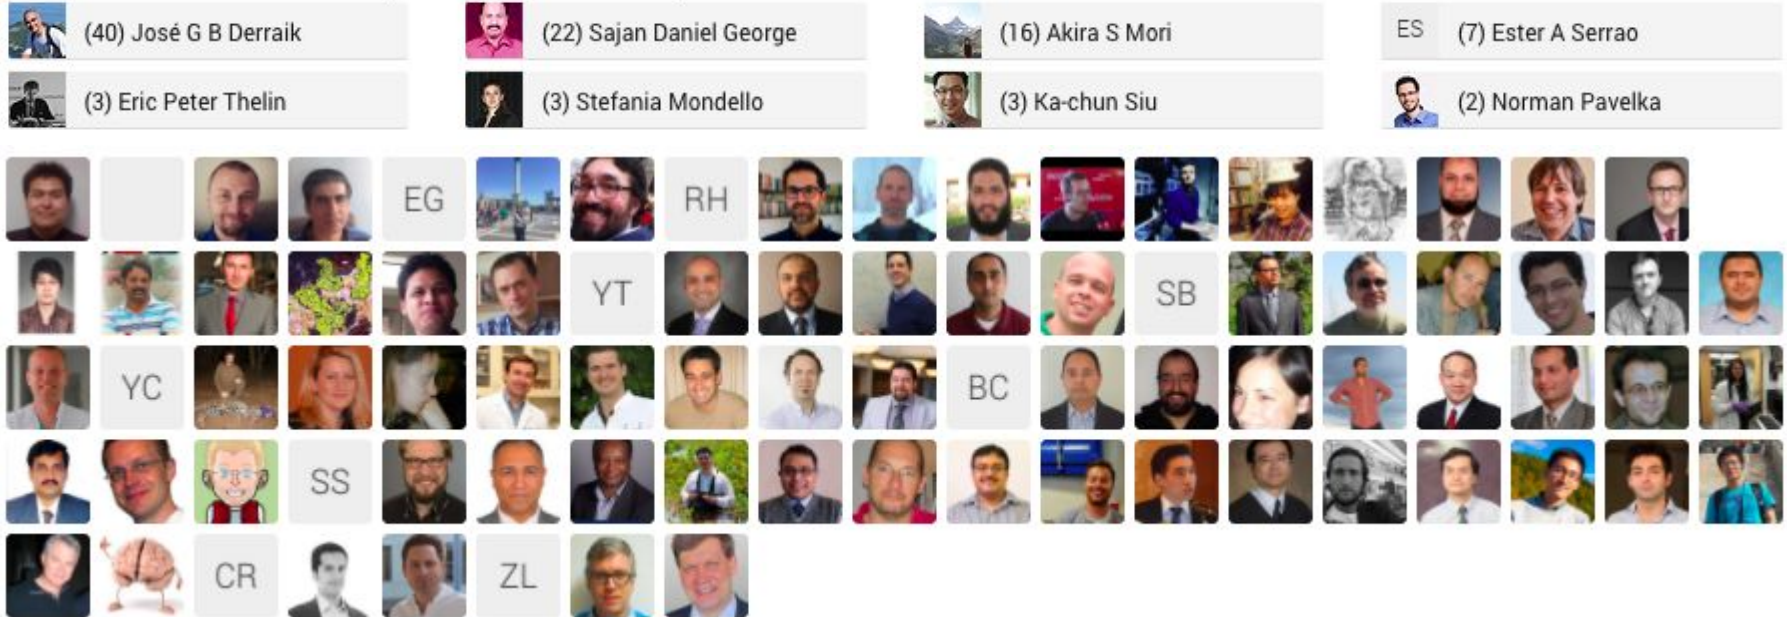 (40) José G B Derraik
(22) Sajan Daniel George
(16) Akira S Mori
ES
(7) Ester A Serrao
(3) Eric Peter Thelin
(3) Stefania Mondello
(3) Ka-chun Siu
(2) Norman Pavelka
EG
RH
YT
SB
YC
BC
SS
CR
ZL